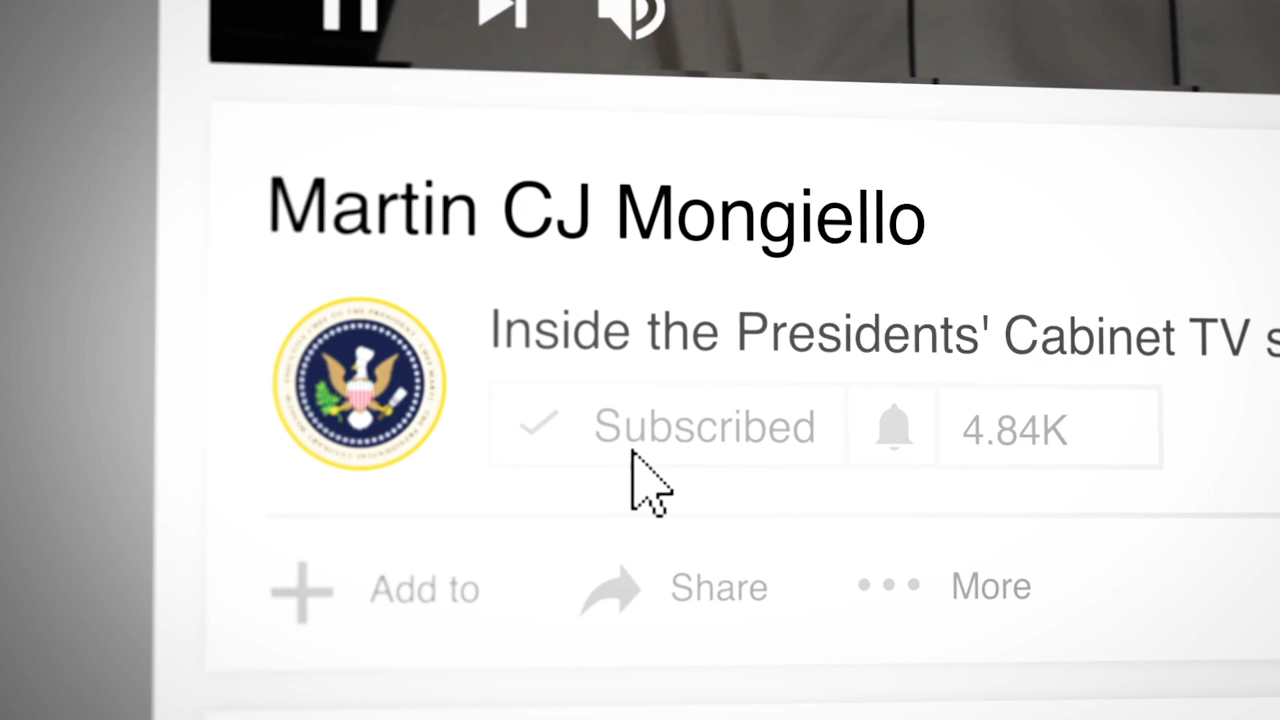 Martin CJ Mongiello
Inside the Presidents' Cabinet TV s
Subscribed 4.84K
Add to Share More